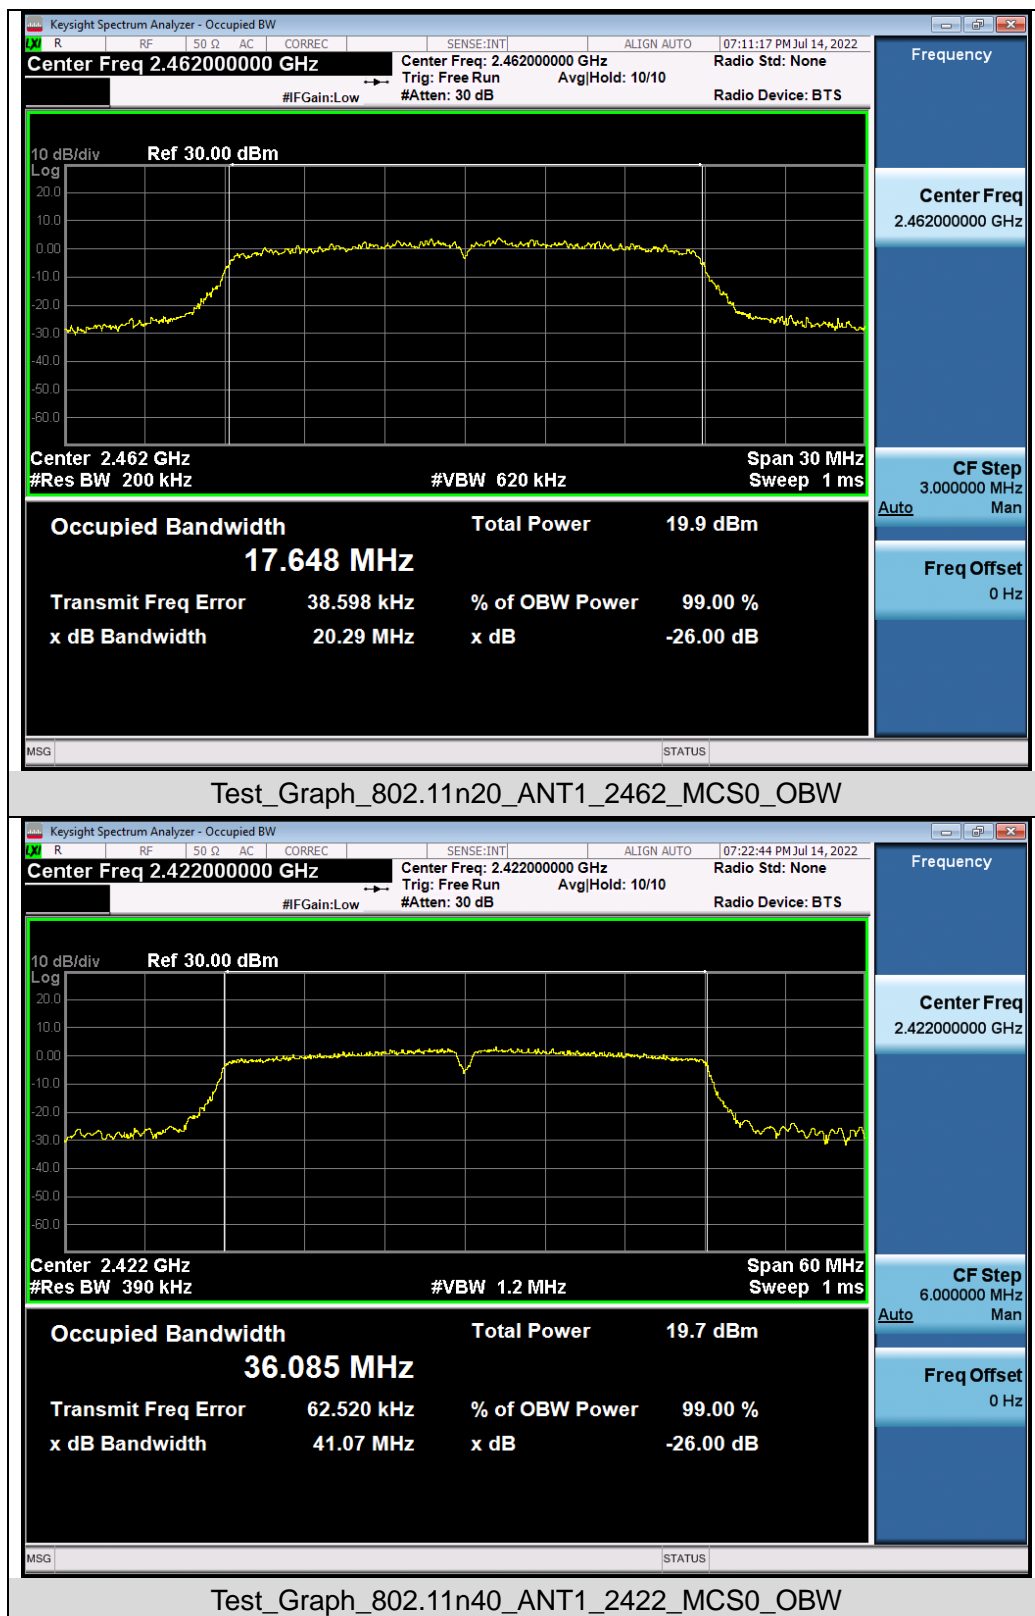 Keysight Spectrum Analyzer - Occupied BW
LXI R RF 50 Ω AC CORREC SENSE:INT ALIGN AUTO 07:11:17 PM Jul 14, 2022
Center Freq 2.462000000 GHz
Center Freq: 2.462000000 GHz Radio Std: None
Trig: Free Run Avg|Hold: 10/10
#IFGain:Low #Atten: 30 dB Radio Device: BTS
Frequency
10 dB/div Ref 30.00 dBm
Log
20.0
10.0
0.00
-10.0
-20.0
-30.0
-40.0
-50.0
-60.0
Center 2.462 GHz Span 30 MHz
#Res BW 200 kHz #VBW 620 kHz Sweep 1 ms
Center Freq
2.462000000 GHz
CF Step
3.000000 MHz
Auto Man
Freq Offset
0 Hz
Occupied Bandwidth Total Power 19.9 dBm
17.648 MHz
Transmit Freq Error 38.598 kHz % of OBW Power 99.00 %
x dB Bandwidth 20.29 MHz x dB -26.00 dB
MSG STATUS
Test_Graph_802.11n20_ANT1_2462_MCS0_OBW
Keysight Spectrum Analyzer - Occupied BW
LXI R RF 50 Ω AC CORREC SENSE:INT ALIGN AUTO 07:22:44 PM Jul 14, 2022
Center Freq 2.422000000 GHz
Center Freq: 2.422000000 GHz Radio Std: None
Trig: Free Run Avg|Hold: 10/10
#IFGain:Low #Atten: 30 dB Radio Device: BTS
Frequency
10 dB/div Ref 30.00 dBm
Log
20.0
10.0
0.00
-10.0
-20.0
-30.0
-40.0
-50.0
-60.0
Center 2.422 GHz Span 60 MHz
#Res BW 390 kHz #VBW 1.2 MHz Sweep 1 ms
Center Freq
2.422000000 GHz
CF Step
6.000000 MHz
Auto Man
Freq Offset
0 Hz
Occupied Bandwidth Total Power 19.7 dBm
36.085 MHz
Transmit Freq Error 62.520 kHz % of OBW Power 99.00 %
x dB Bandwidth 41.07 MHz x dB -26.00 dB
MSG STATUS
Test_Graph_802.11n40_ANT1_2422_MCS0_OBW